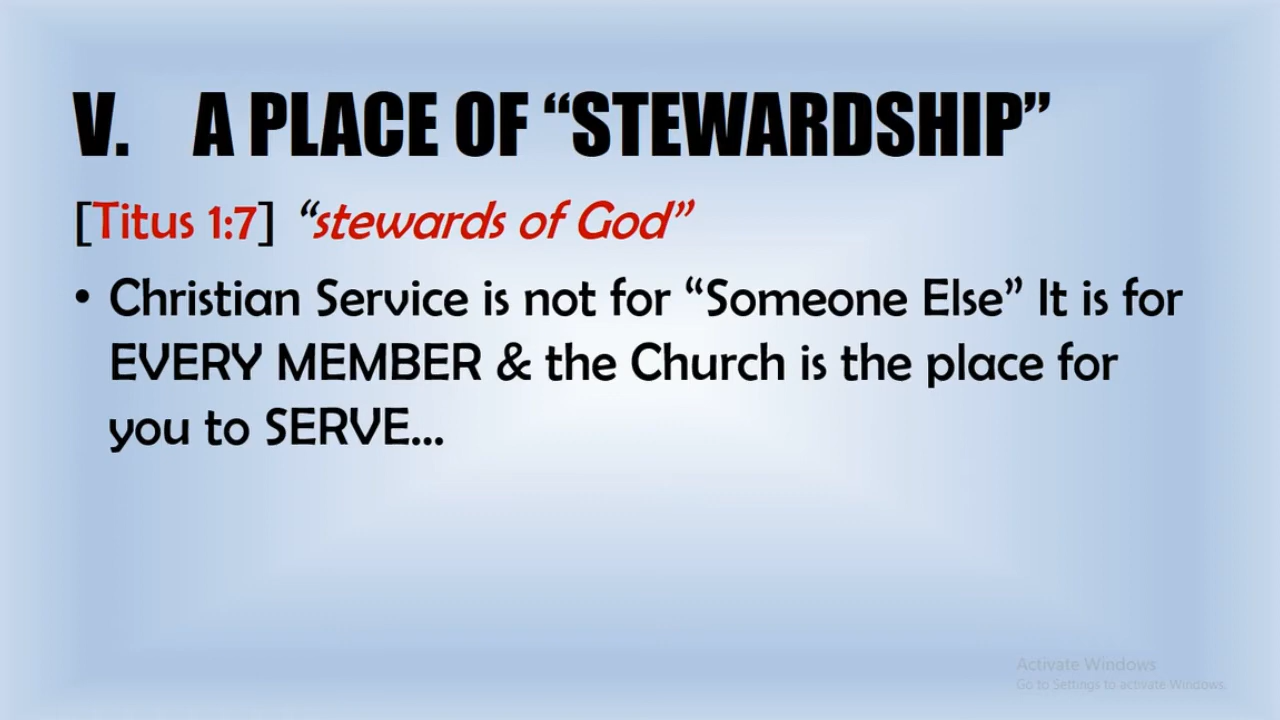 V. A PLACE OF “STEWARDSHIP”
[Titus 1:7] “stewards of God”
• Christian Service is not for “Someone Else” It is for
EVERY MEMBER & the Church is the place for
you to SERVE...
Activate Windows
Go to Settings to activate Windows.